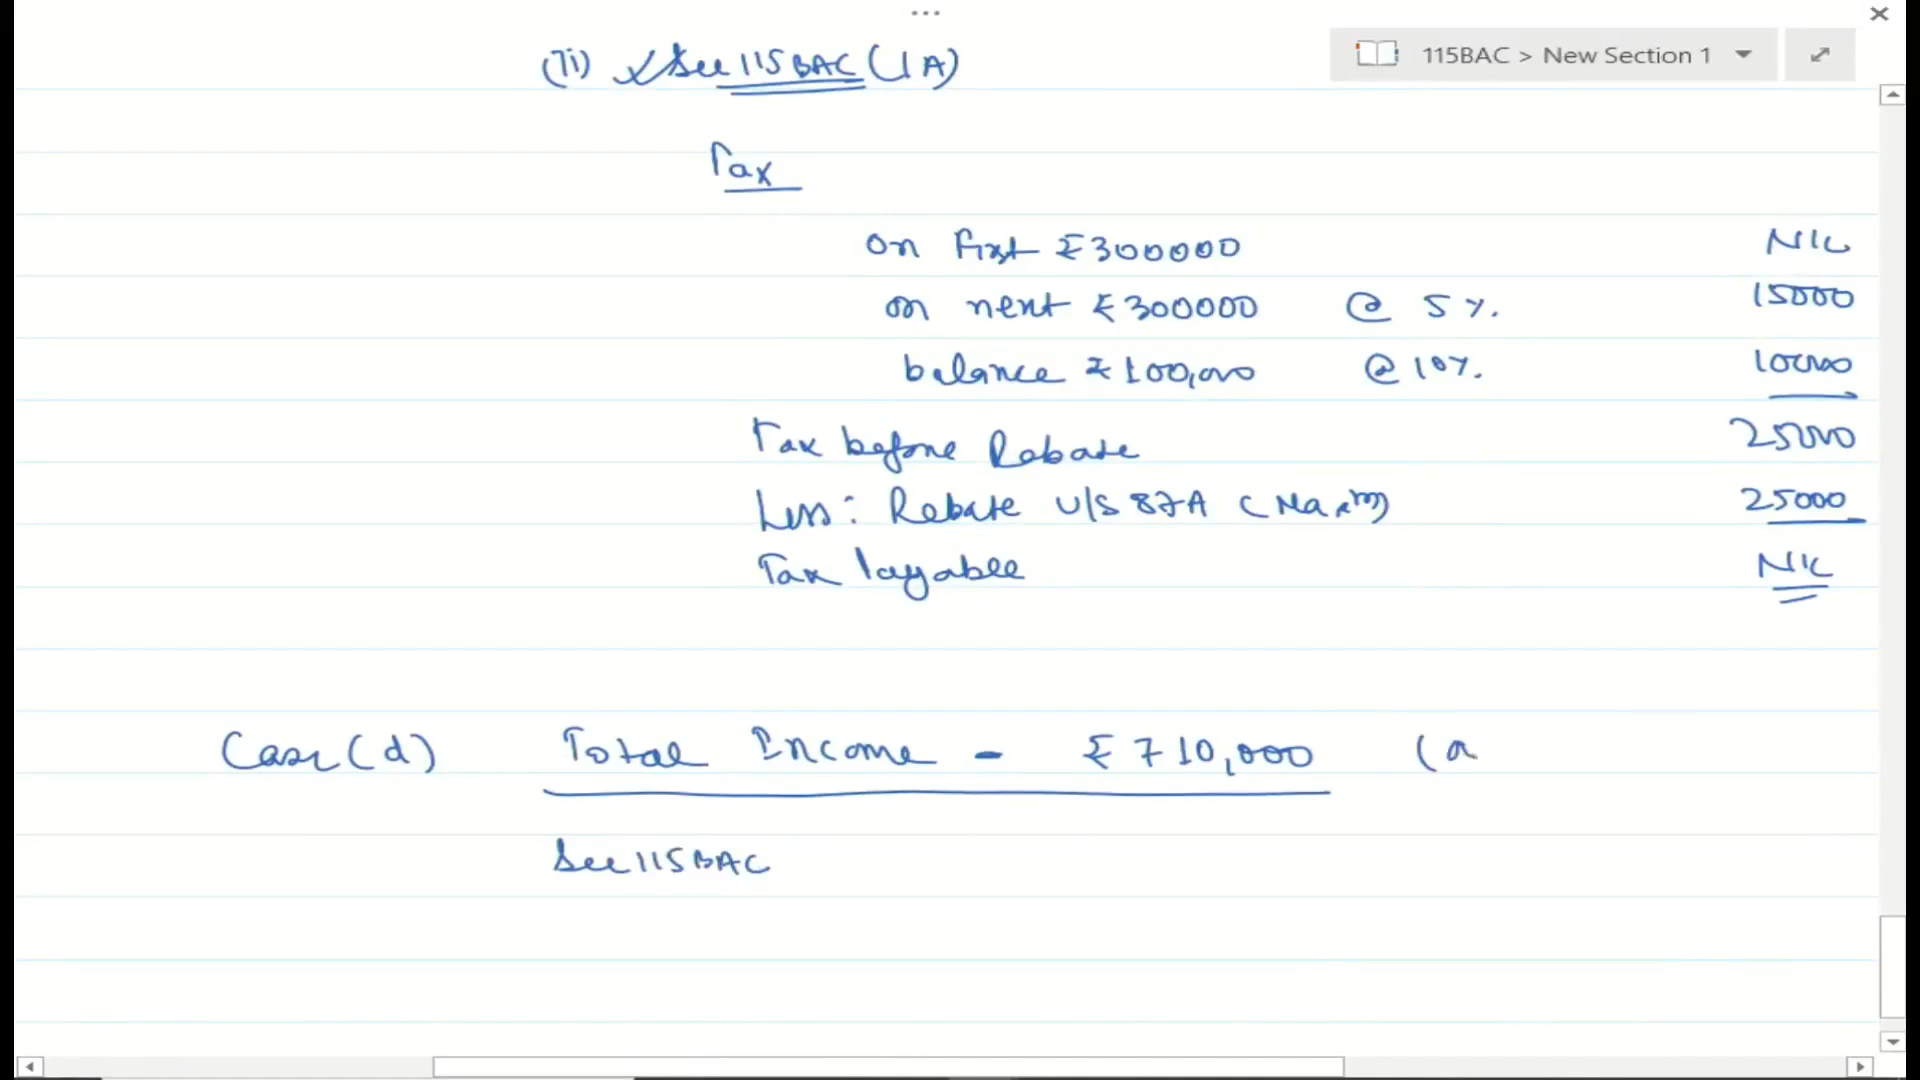 (ii) ✓ Sec 115BAC (1A)
115BAC > New Section 1
Tax
on first ₹300000 NIL
on next ₹300000 @ 5%. 15000
balance ₹100,000 @ 10%. 10000
Tax before Rebate 25000
Less: Rebate U/S 87A (Maxm) 25000
Tax Payable NIL
Case (d) Total Income - ₹710,000 (a
Sec 115BAC